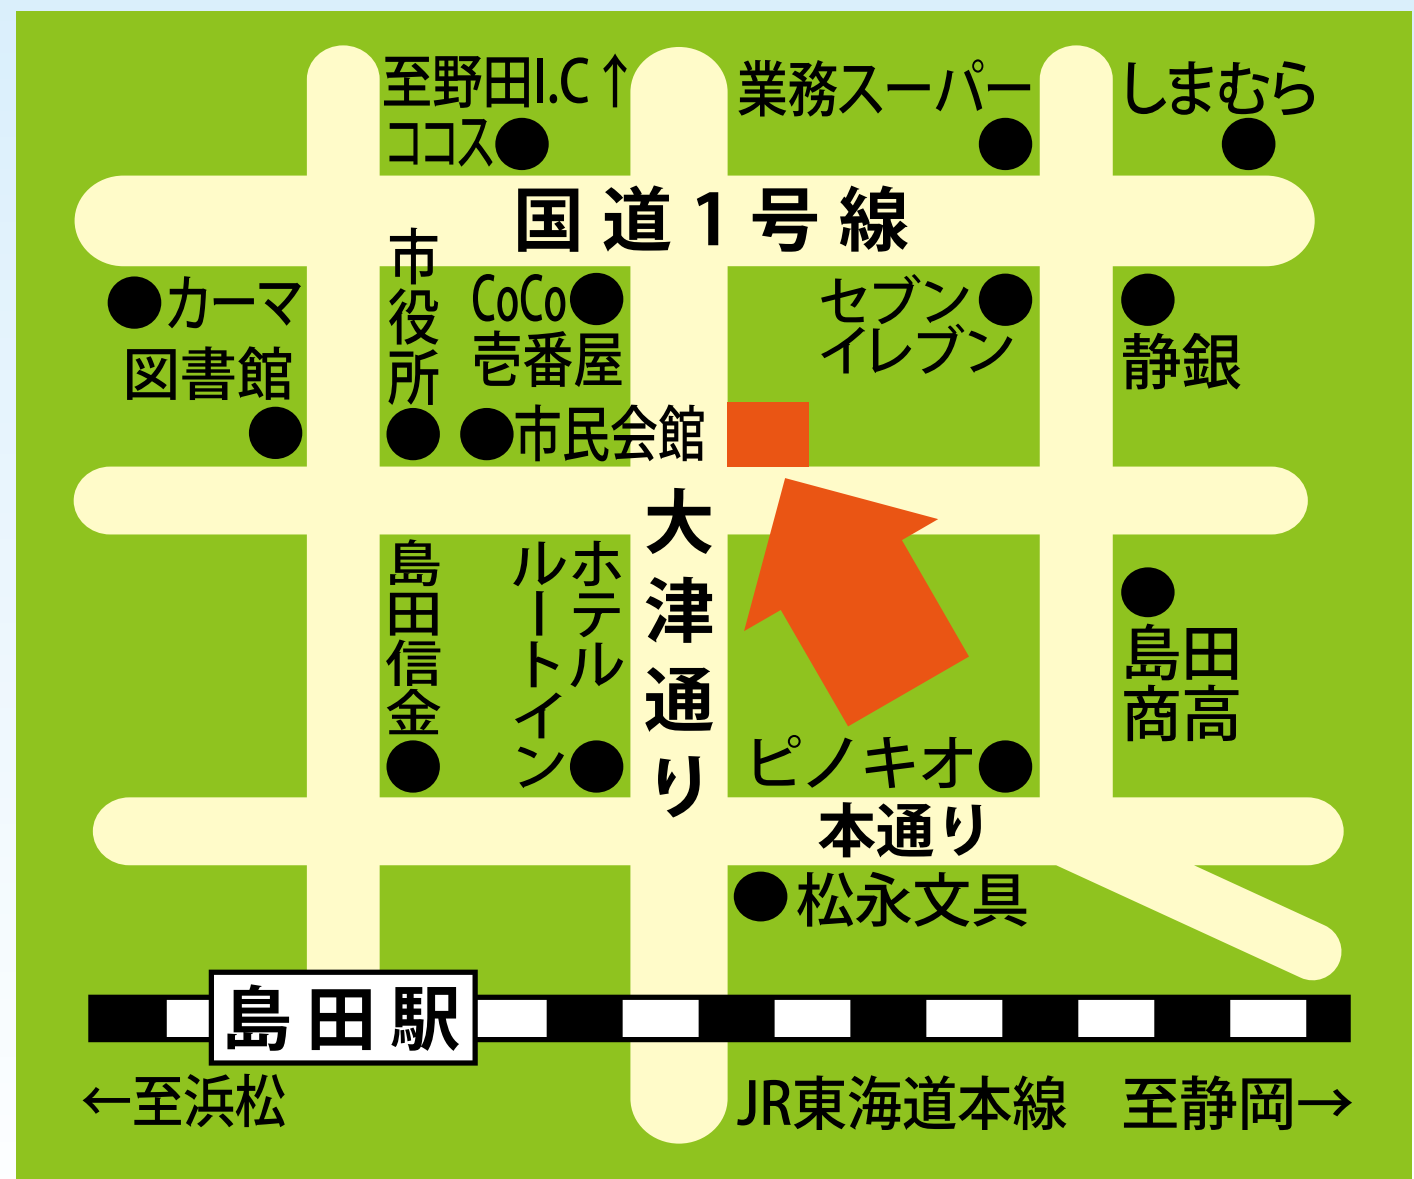 至野田I.C↑
ココス
業務スーパー
しまむら
国道1号線
カーマ
図書館
市役所
CoCo
壱番屋
市民会館
セブン
イレブン
静銀
大津通り
島田信金
ホテル
ルートイン
島田
商高
ピノキオ
本通り
松永文具
島田駅
←至浜松
JR東海道本線
至静岡→